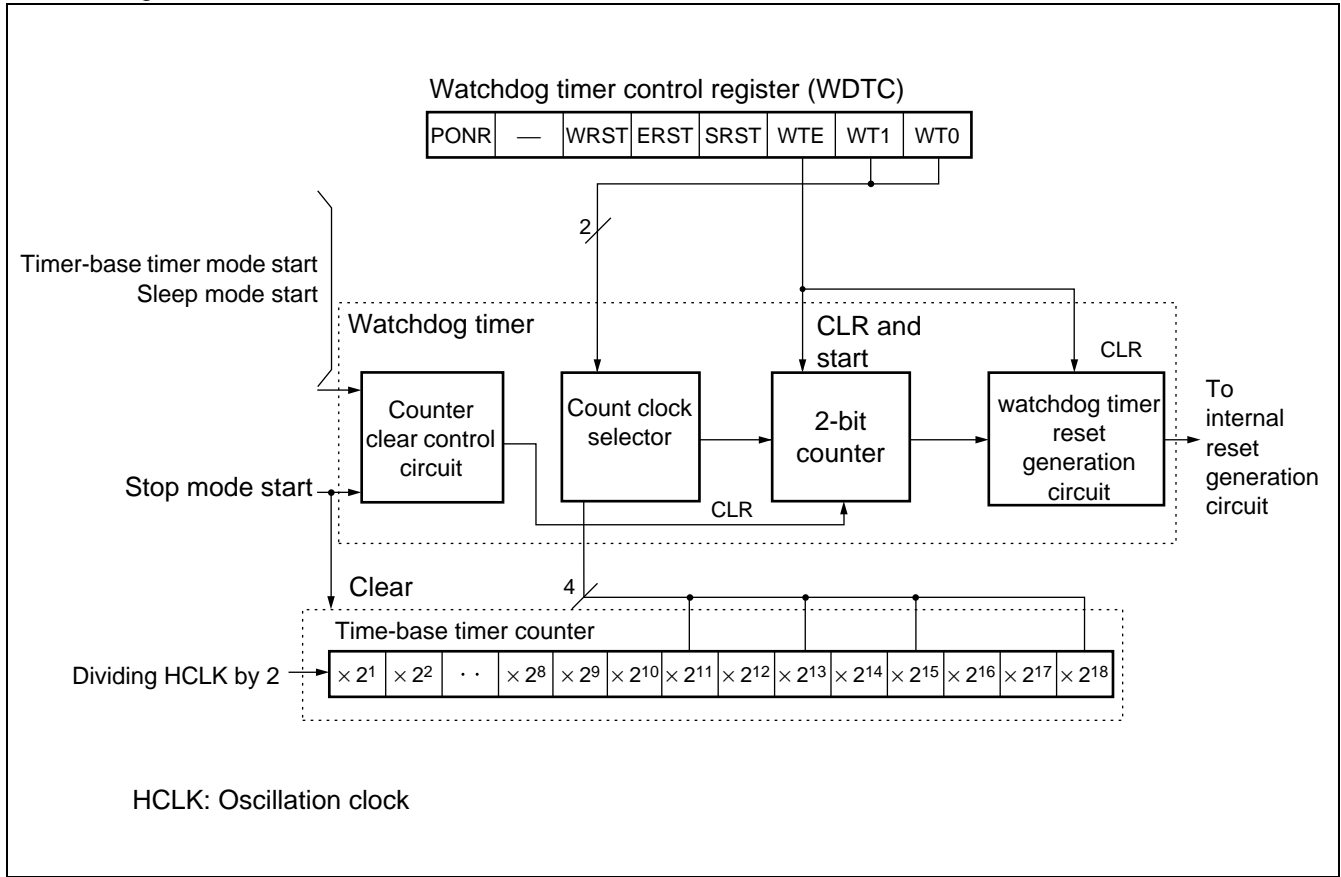 Watchdog timer control register (WDTC)
PONR — WRST ERST SRST WTE WT1 WT0
2
Timer-base timer mode start
Sleep mode start
Watchdog timer
CLR and
start
CLR
Counter
clear control
circuit
Count clock
selector
2-bit
counter
watchdog timer
reset
generation
circuit
To
internal
reset
generation
circuit
Stop mode start
CLR
Clear
4
Time-base timer counter
Dividing HCLK by 2
× 2¹ × 2² · · × 2⁸ × 2⁹ × 2¹⁰ × 2¹¹ × 2¹² × 2¹³ × 2¹⁴ × 2¹⁵ × 2¹⁶ × 2¹⁷ × 2¹⁸
HCLK: Oscillation clock